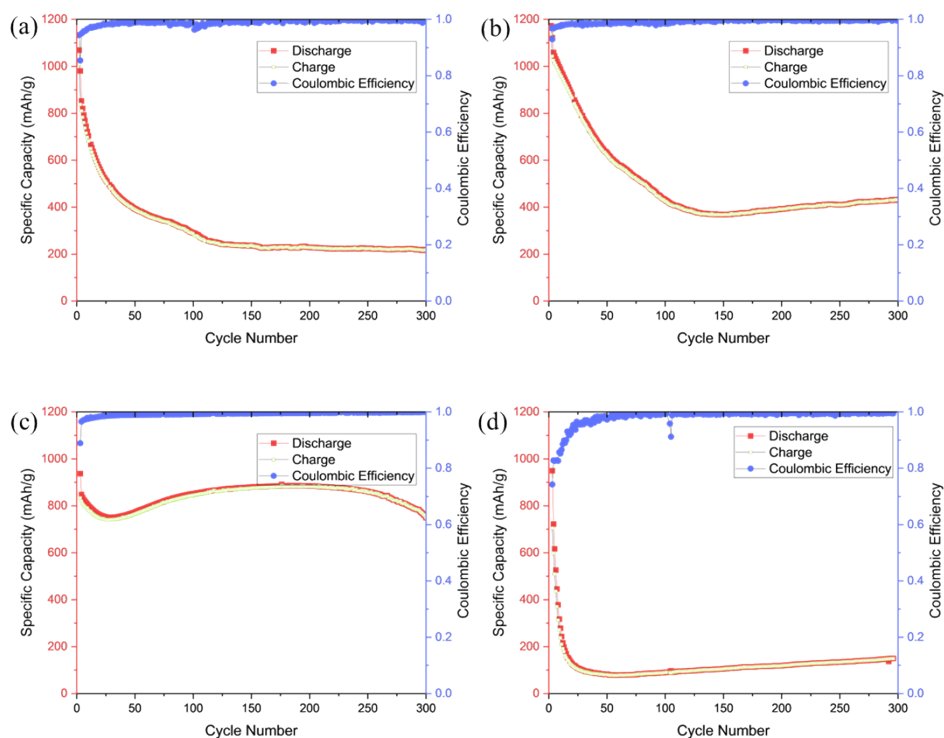 (a)
1200
1000
800
600
400
200
0
Specific Capacity (mAh/g)
0 50 100 150 200 250 300
Cycle Number
1.0
0.8
0.6
0.4
0.2
0.0
Coulombic Efficiency
Discharge
Charge
Coulombic Efficiency
(b)
1200
1000
800
600
400
200
0
Specific Capacity (mAh/g)
0 50 100 150 200 250 300
Cycle Number
1.0
0.8
0.6
0.4
0.2
0.0
Coulombic Efficiency
Discharge
Charge
Coulombic Efficiency
(c)
1200
1000
800
600
400
200
0
Specific Capacity (mAh/g)
0 50 100 150 200 250 300
Cycle Number
1.0
0.8
0.6
0.4
0.2
0.0
Coulombic Efficiency
Discharge
Charge
Coulombic Efficiency
(d)
1200
1000
800
600
400
200
0
Specific Capacity (mAh/g)
0 50 100 150 200 250 300
Cycle Number
1.0
0.8
0.6
0.4
0.2
0.0
Coulombic Efficiency
Discharge
Charge
Coulombic Efficiency